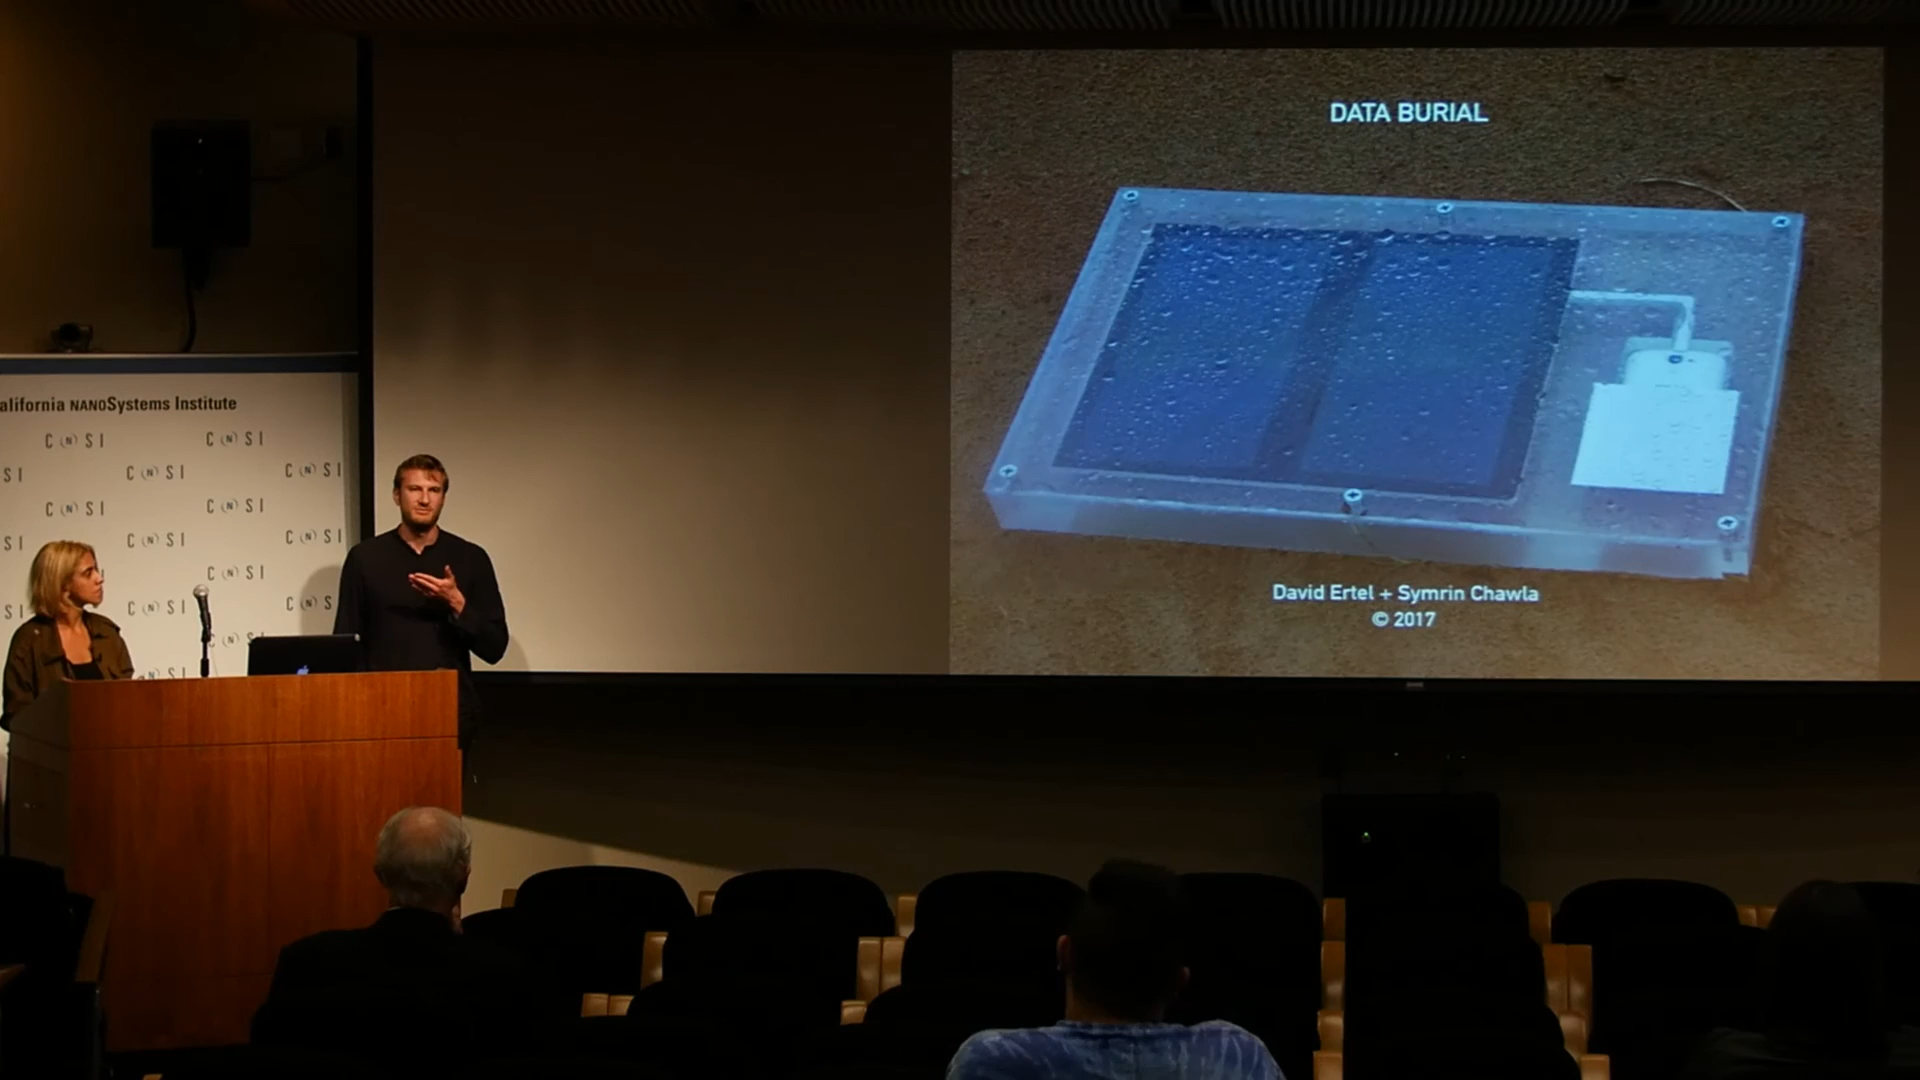 DATA BURIAL
David Ertel + Symrin Chawla
© 2017
alifornia NANOSystems Institute
C N S I
C N S I
S I
C N S I
C N S I
C N S I
C N S I
S I
C N S I
C N S I
C N S I
S I
C N S I
C N S
C N S
N S I